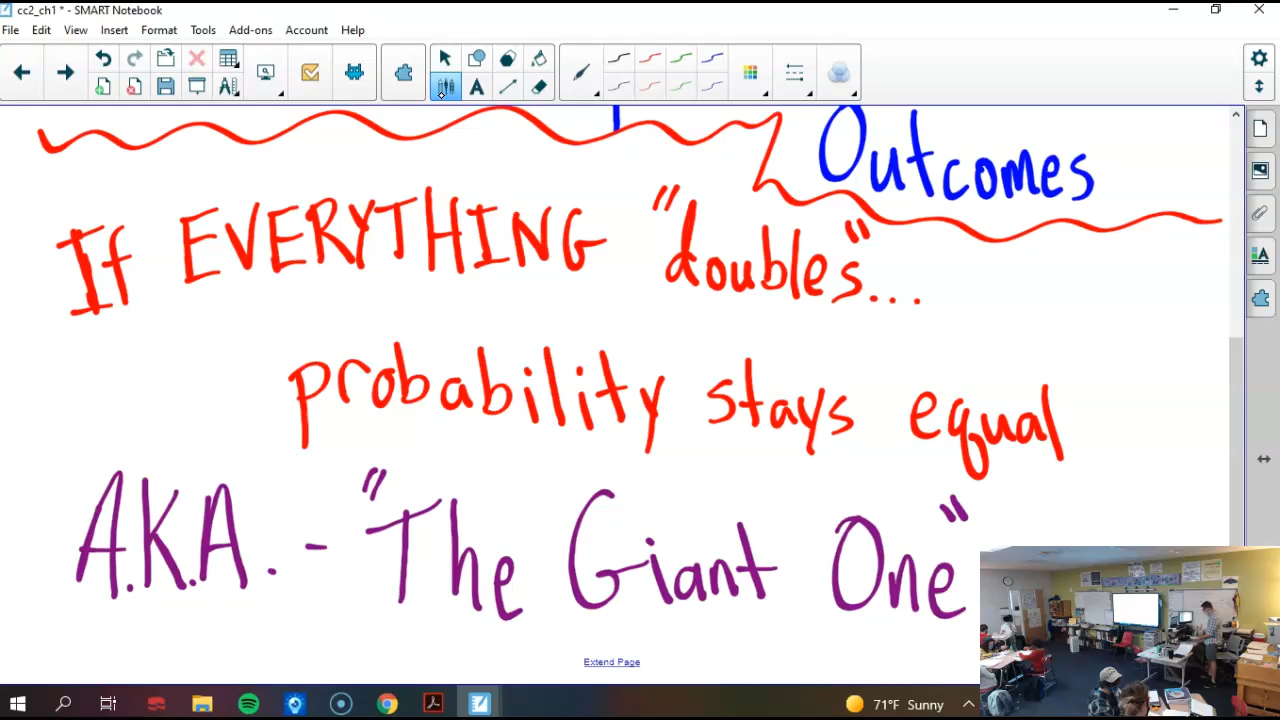 cc2_ch1 * - SMART Notebook
File Edit View Insert Format Tools Add-ons Account Help
Outcomes
If EVERYTHING "doubles"...
probability stays equal
A.K.A. - "The Giant One"
Extend Page
71°F Sunny